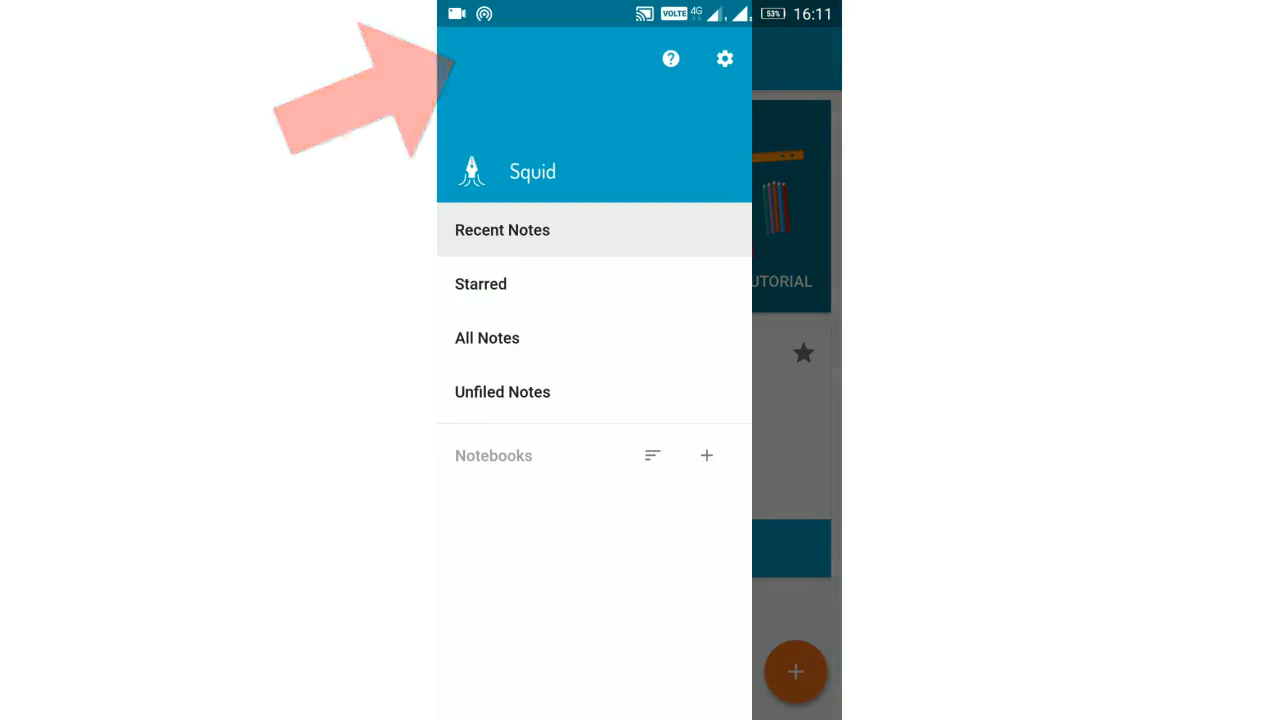 VOLTE 4G 53% 16:11
Squid
Recent Notes
Starred
UTORIAL
All Notes
Unfiled Notes
Notebooks